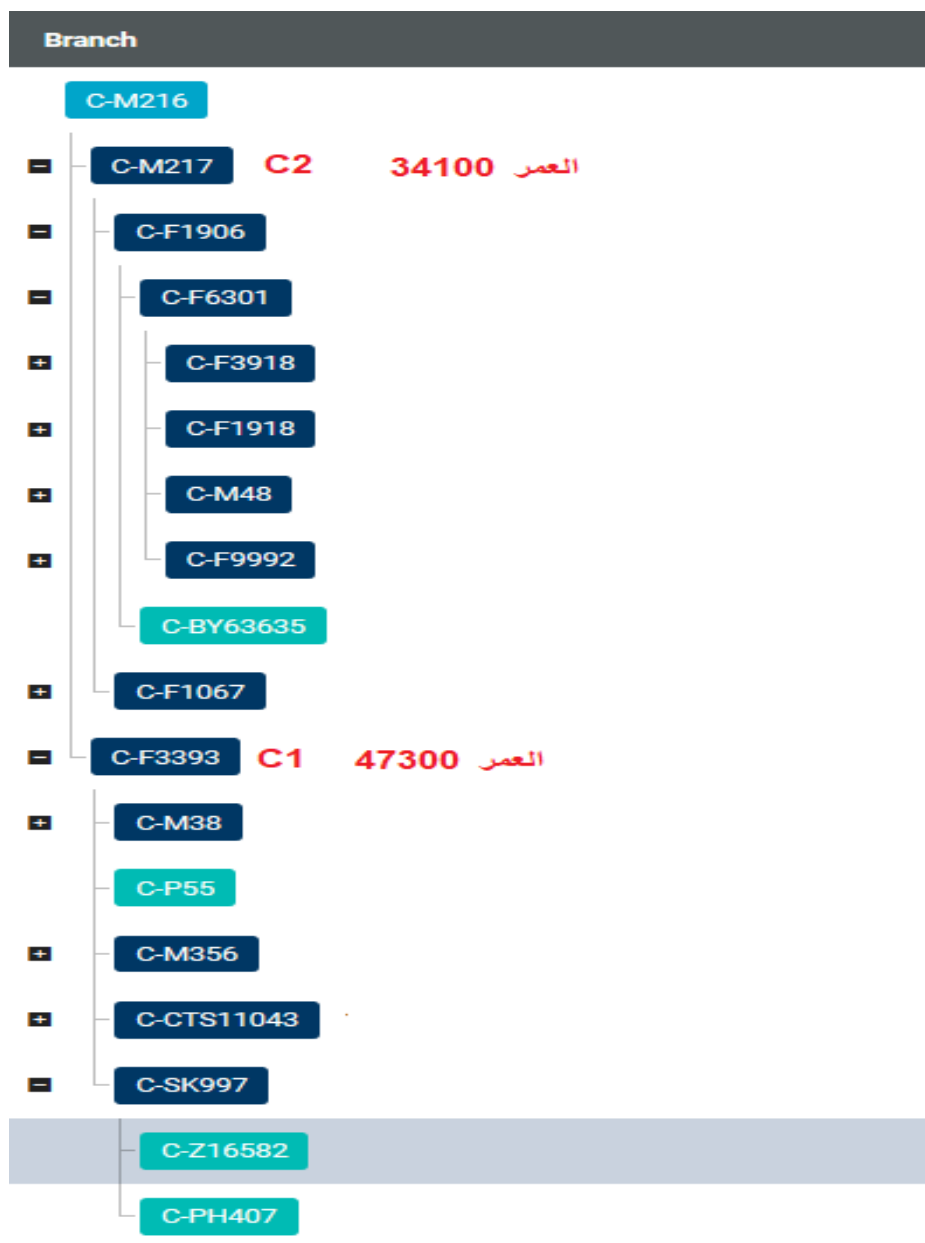 Branch
C-M216
C-M217 C2 34100 العمر
C-F1906
C-F6301
C-F3918
C-F1918
C-M48
C-F9992
C-BY63635
C-F1067
C-F3393 C1 47300 العمر
C-M38
C-P55
C-M356
C-CTS11043
C-SK997
C-Z16582
C-PH407